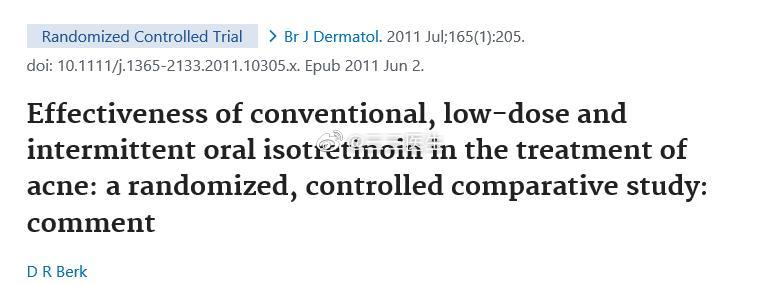 Randomized Controlled Trial > Br J Dermatol. 2011 Jul;165(1):205.
doi: 10.1111/j.1365-2133.2011.10305.x. Epub 2011 Jun 2.
Effectiveness of conventional, low-dose and
intermittent oral isotretinoin in the treatment of
acne: a randomized, controlled comparative study:
comment
D R Berk